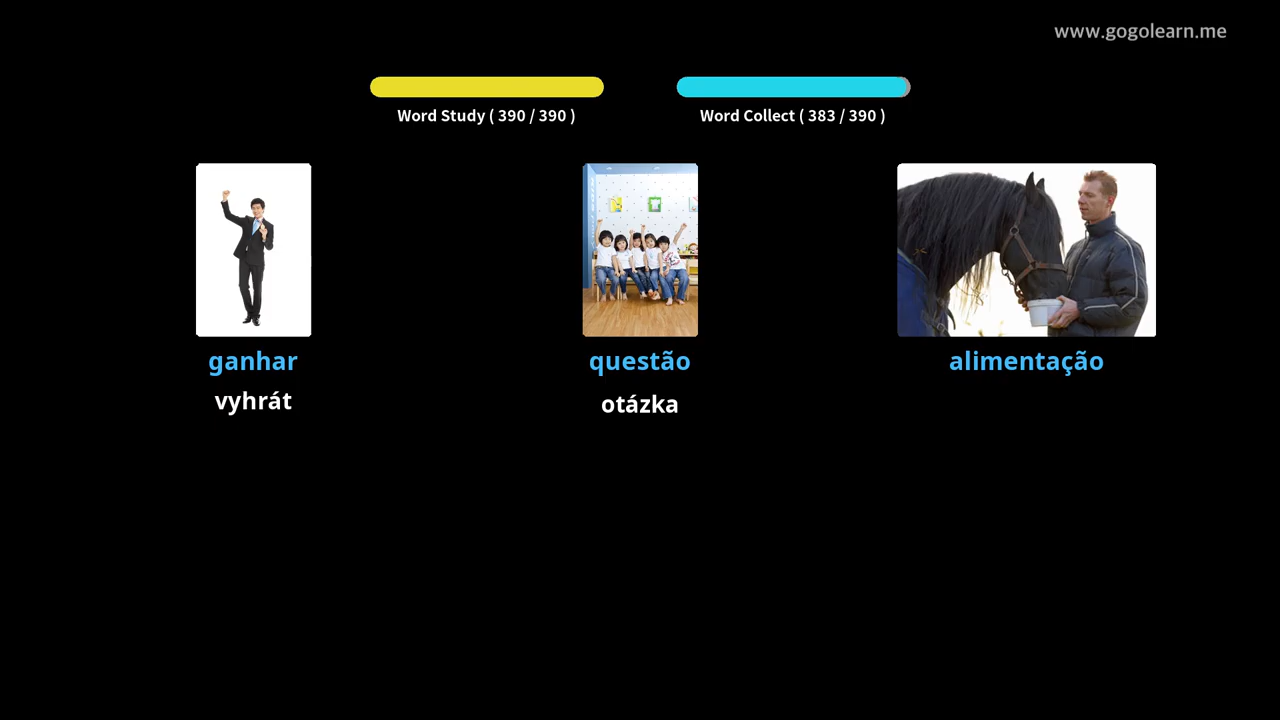 www.gogolearn.me
Word Study ( 390 / 390 )
Word Collect ( 383 / 390 )
ganhar
questão
alimentação
vyhrát
otázka